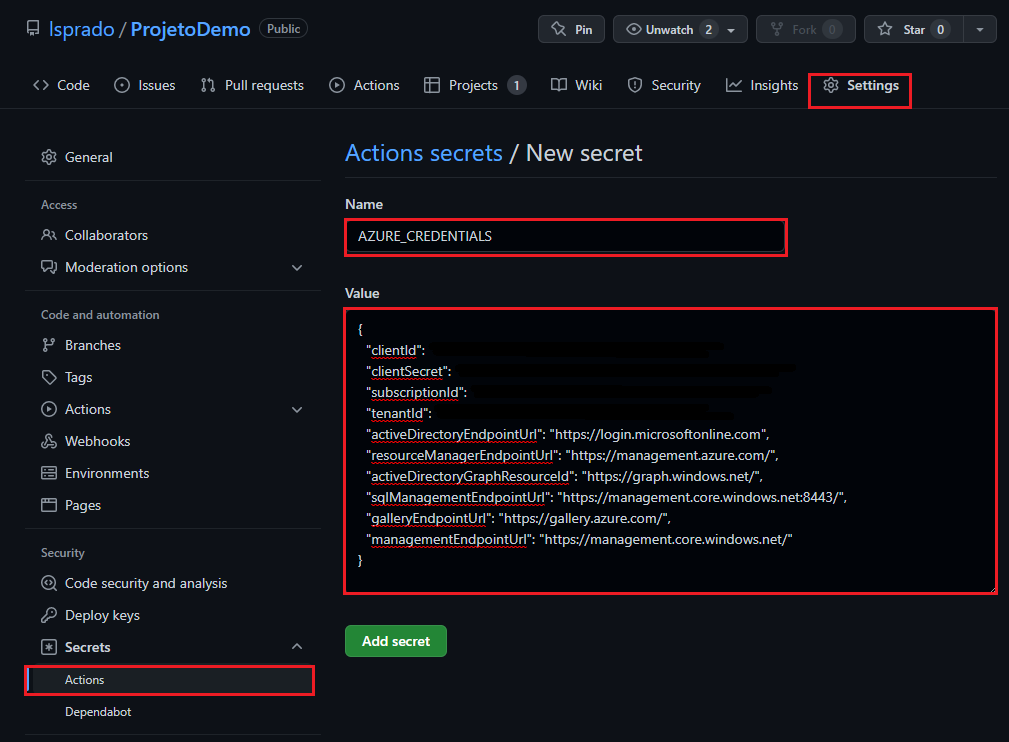 lsprado / ProjetoDemo Public
Pin
Unwatch 2
Fork 0
Star 0
Code
Issues
Pull requests
Actions
Projects 1
Wiki
Security
Insights
Settings
General
Access
Collaborators
Moderation options
Code and automation
Branches
Tags
Actions
Webhooks
Environments
Pages
Security
Code security and analysis
Deploy keys
Secrets
Actions
Dependabot
Actions secrets / New secret
Name
AZURE_CREDENTIALS
Value
{
"clientId":
"clientSecret":
"subscriptionId":
"tenantId":
"activeDirectoryEndpointUrl": "https://login.microsoftonline.com",
"resourceManagerEndpointUrl": "https://management.azure.com/",
"activeDirectoryGraphResourceId": "https://graph.windows.net/",
"sqlManagementEndpointUrl": "https://management.core.windows.net:8443/",
"galleryEndpointUrl": "https://gallery.azure.com/",
"managementEndpointUrl": "https://management.core.windows.net/"
}
Add secret